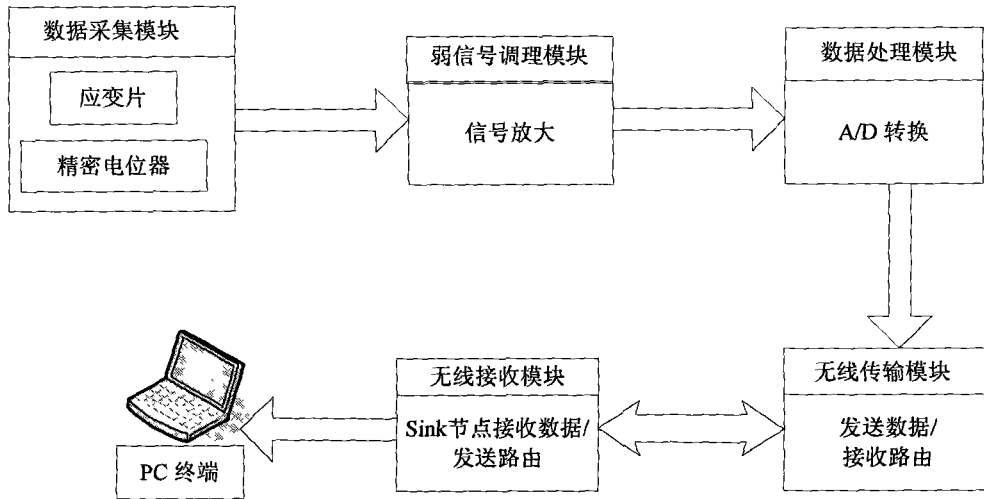 数据采集模块
应变片
精密电位器
弱信号调理模块
信号放大
数据处理模块
A/D 转换
无线传输模块
发送数据/
接收路由
无线接收模块
Sink节点接收数据/
发送路由
PC 终端